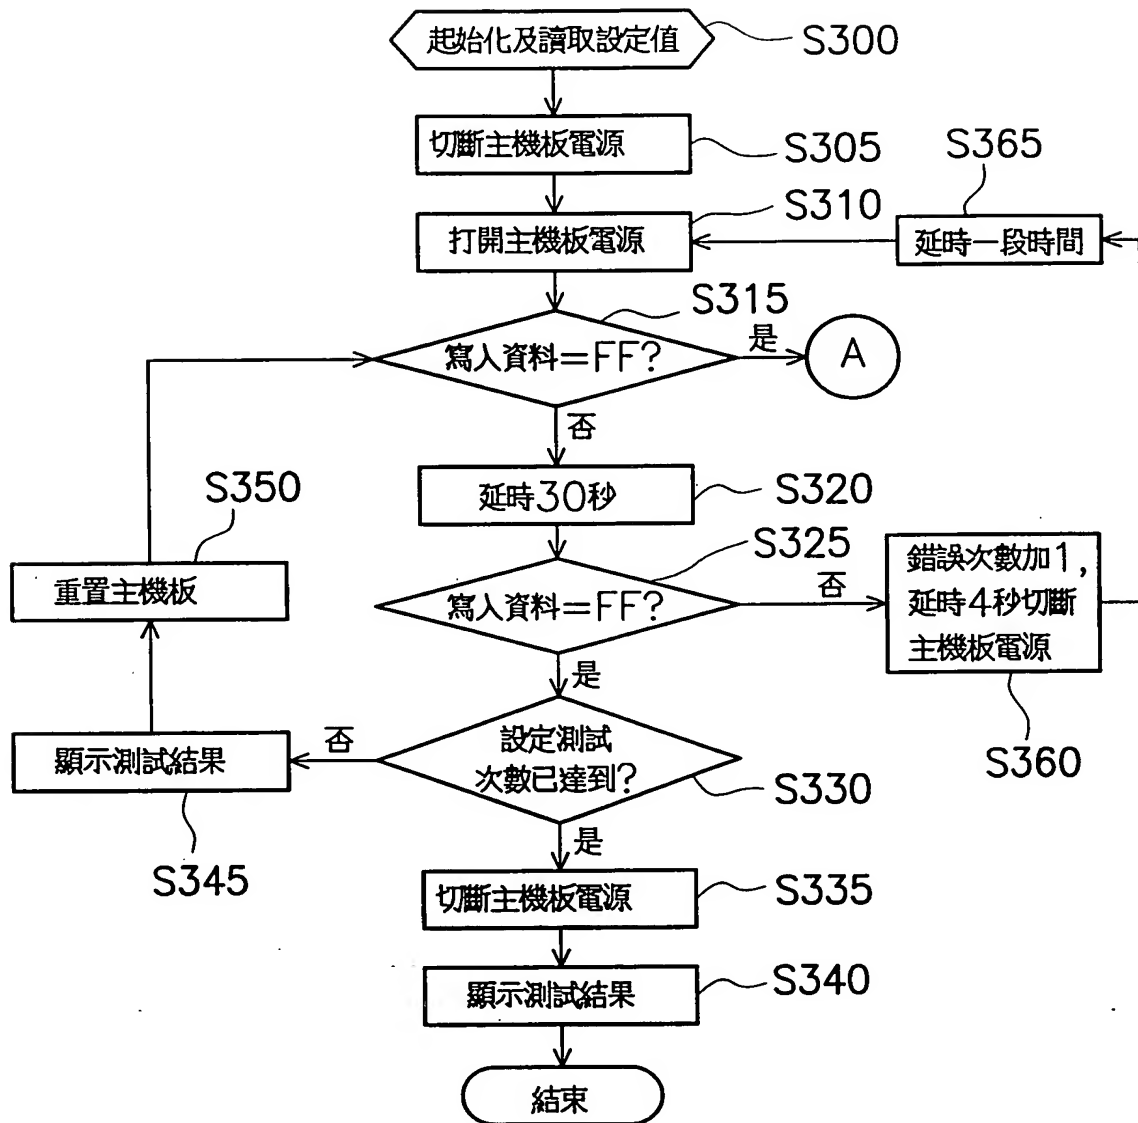 起始化及讀取設定值
S300
切斷主機板電源
S305
S365
打開主機板電源
S310
延時一段時間
S315
寫入資料=FF?
是
A
否
S350
延時30秒
S320
S325
重置主機板
寫入資料=FF?
否
錯誤次數加1,
延時4秒切斷
主機板電源
是
S360
顯示測試結果
否
設定測試
次數已達到?
S330
S345
是
切斷主機板電源
S335
顯示測試結果
S340
結束